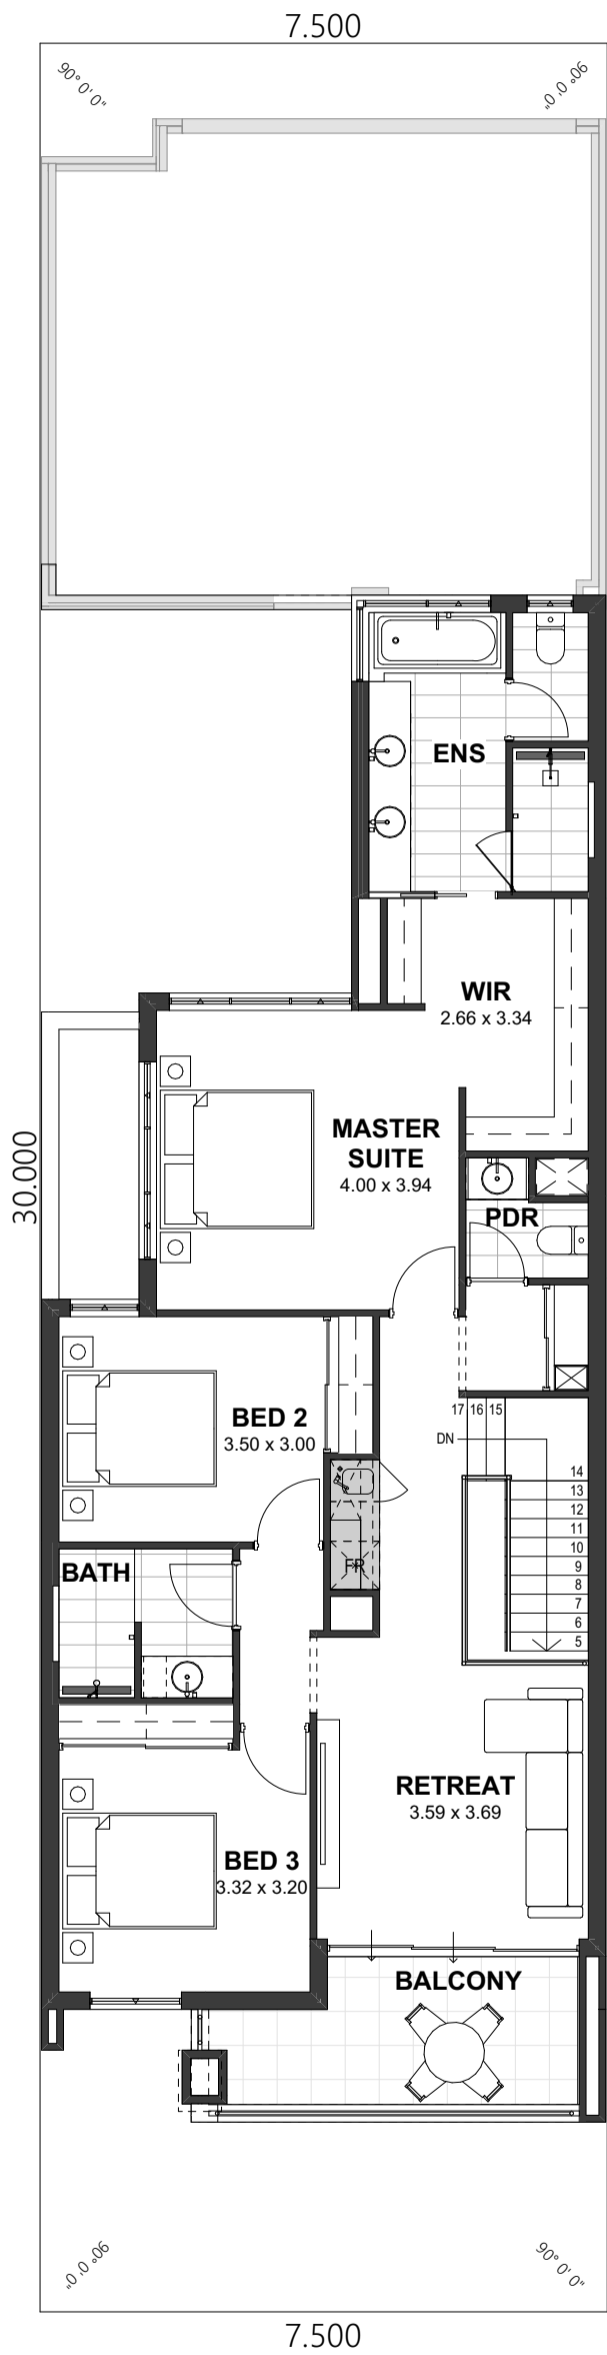 7.500
90° 0' 0"
90° 0' 0"
ENS
WIR
2.66 x 3.34
30.000
MASTER
SUITE
4.00 x 3.94
PDR
17 16 15
DN
BED 2
3.50 x 3.00
14
13
12
11
10
9
8
7
6
5
FR
BATH
RETREAT
3.59 x 3.69
BED 3
3.32 x 3.20
BALCONY
90° 0' 0"
90° 0' 0"
7.500